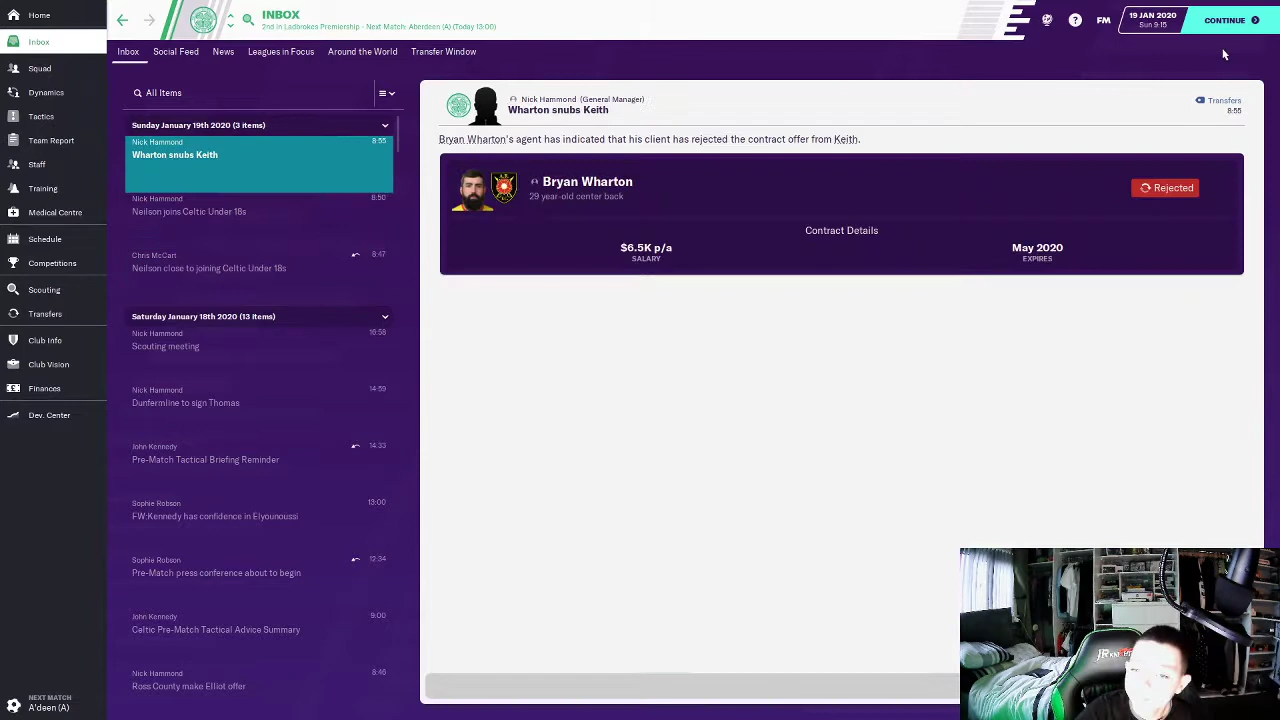 INBOX
2nd in Ladbrokes Premiership - Next Match: Aberdeen (A) (Today 13:00)
FM
19 JAN 2020
Sun 9:15
CONTINUE
Inbox
Squad
Dynamics
Tactics
Team Report
Staff
Training
Medical Centre
Schedule
Competitions
Scouting
Transfers
Club Info
Club Vision
Finances
Dev. Center
NEXT MATCH
A'deen (A)
Inbox
Social Feed
News
Leagues in Focus
Around the World
Transfer Window
All Items
Sunday January 19th 2020 (3 items)
Nick Hammond 8:55
Wharton snubs Keith
Nick Hammond 8:50
Neilson joins Celtic Under 18s
Chris McCart 8:47
Neilson close to joining Celtic Under 18s
Saturday January 18th 2020 (13 items)
Nick Hammond 16:58
Scouting meeting
Nick Hammond 14:59
Dunfermline to sign Thomas
John Kennedy 14:33
Pre-Match Tactical Briefing Reminder
Sophie Robson 13:00
FW:Kennedy has confidence in Elyounoussi
Sophie Robson 12:34
Pre-Match press conference about to begin
John Kennedy 9:00
Celtic Pre-Match Tactical Advice Summary
Nick Hammond 8:46
Ross County make Elliot offer
Nick Hammond (General Manager)
Wharton snubs Keith
Transfers
8:55
Bryan Wharton's agent has indicated that his client has rejected the contract offer from Keith.
Bryan Wharton
29 year-old center back
Rejected
Contract Details
$6.5K p/a
SALARY
May 2020
EXPIRES